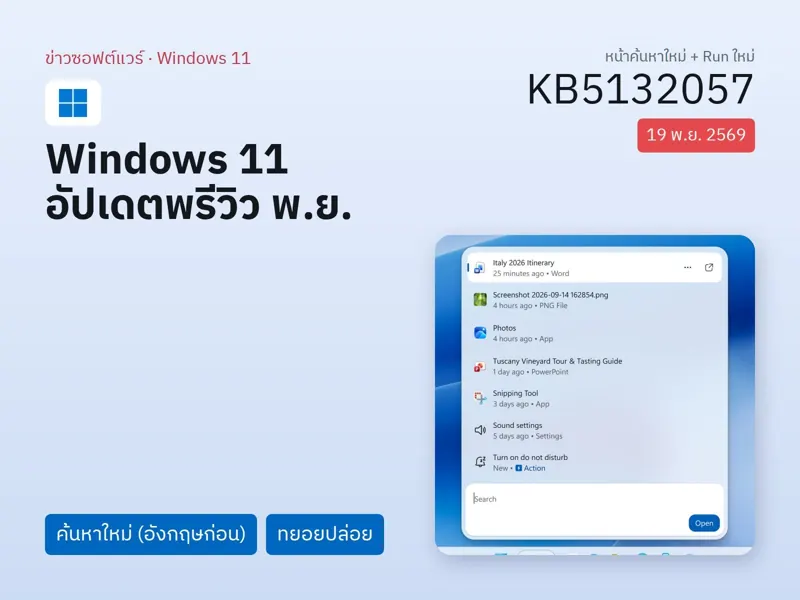 ข่าวซอฟต์แวร์ · Windows 11
Windows 11
อัปเดตพรีวิว พ.ย.
หน้าค้นหาใหม่ + Run ใหม่
KB5132057
19 พ.ย. 2569
Italy 2026 Itinerary
25 minutes ago • Word
Screenshot 2026-09-14 162854.png
4 hours ago • PNG File
Photos
4 hours ago • App
Tuscany Vineyard Tour & Tasting Guide
1 day ago • PowerPoint
Snipping Tool
3 days ago • App
Sound settings
5 days ago • Settings
Turn on do not disturb
New • Action
Search
Open
ค้นหาใหม่ (อังกฤษก่อน)
ทยอยปล่อย